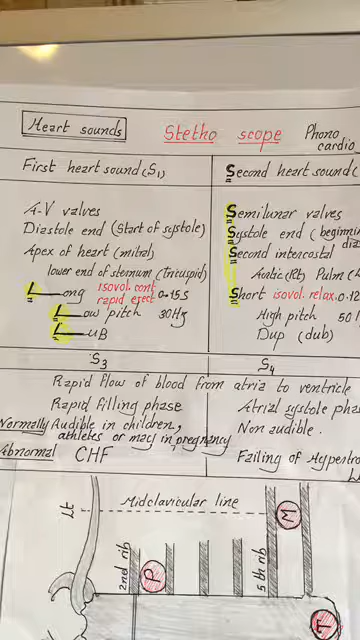 Heart sounds
Stetho scope
Phono
cardio
First heart sound (S1)
Second heart sound (
A-V valves
Semilunar valves
Diastole end (Start of systole)
Systole end (beginnin
dia
Apex of heart (mitral)
Second intercostal
lower end of sternum (Tricuspid)
Aortic (Rt) Pulm (L
Long isovol. cont
rapid eject 0.15 S
Short isovol. relax. 0.12
Low pitch 30 Hz
High pitch 50 H
LUB
Dup (dub)
S3
S4
Rapid flow of blood from atria to ventricle
Rapid filling phase
Atrial systole pha
Normally Audible in children,
athletes or may in pregnancy
Non audible.
Abnormal CHF
Failing of Hypertro
Lt
Midclavicular line
M
2nd rib
P
5th rib
T